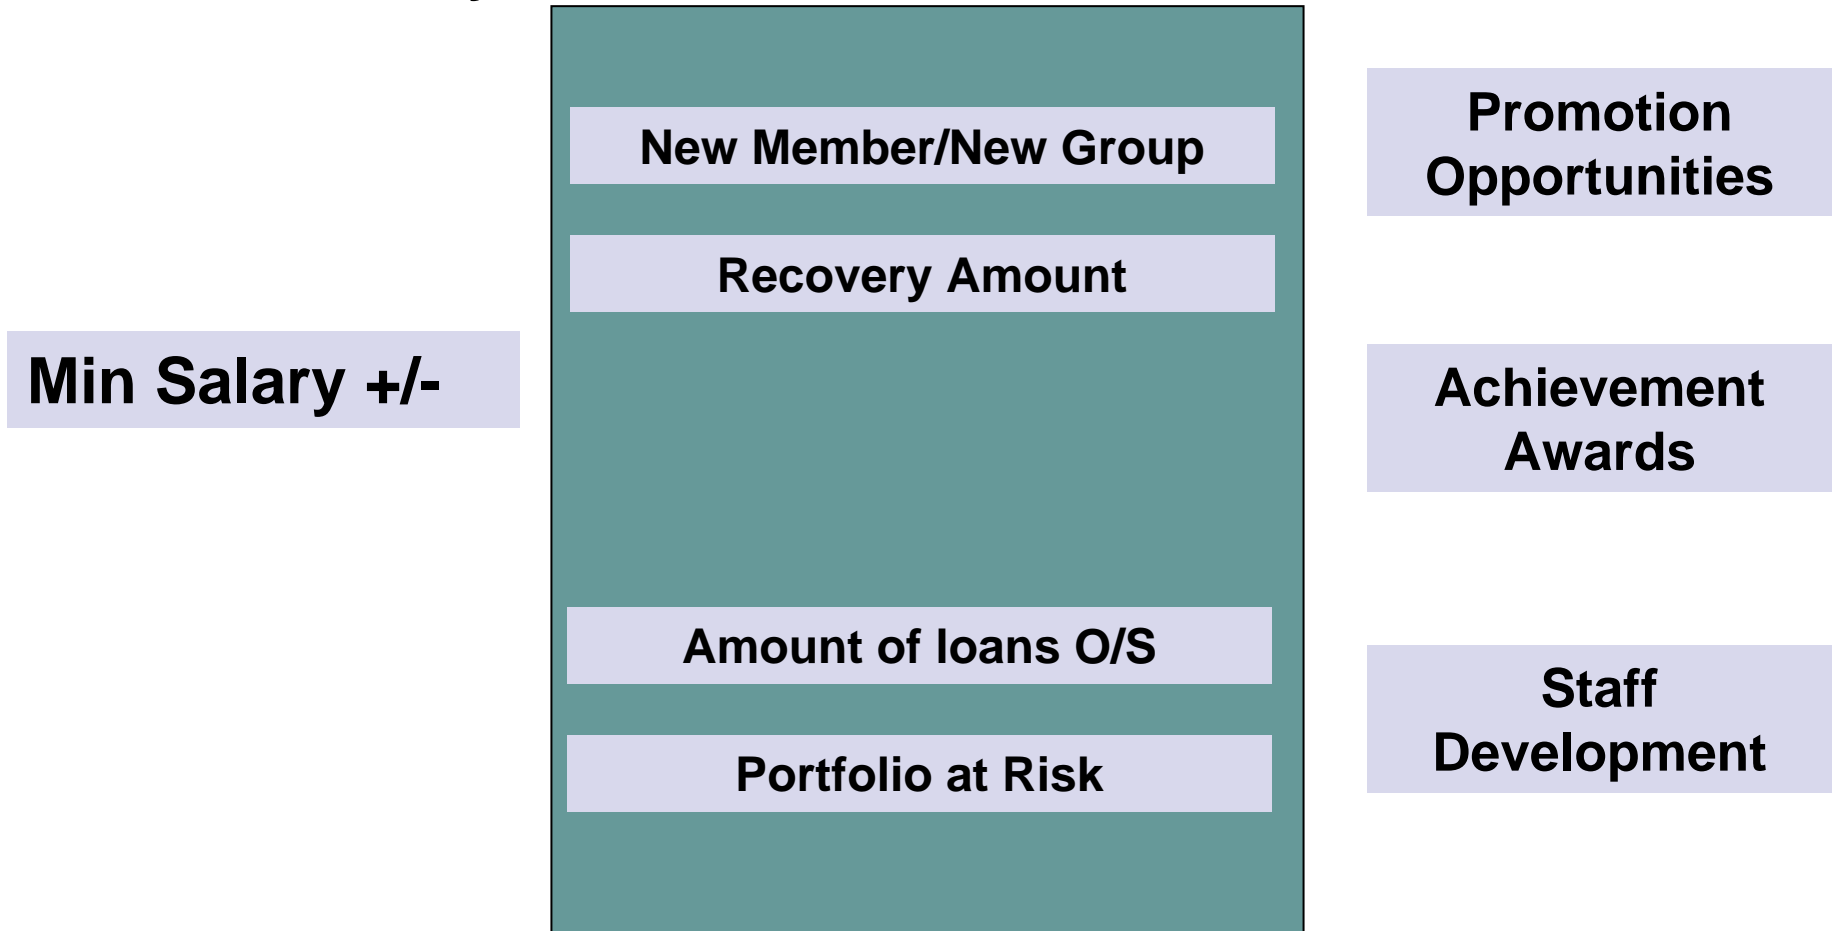 Min Salary +/-
New Member/New Group
Recovery Amount
Amount of loans O/S
Portfolio at Risk
Promotion
Opportunities
Achievement
Awards
Staff
Development